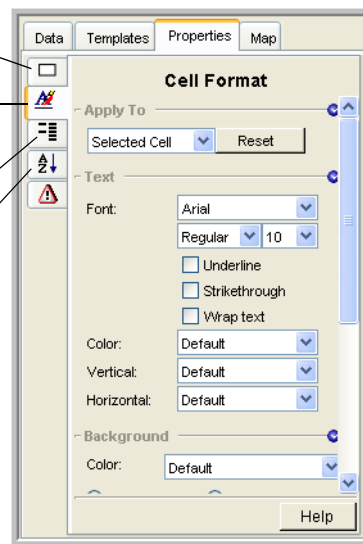 Data Templates Properties Map
Cell Format
Apply To
Selected Cell Reset
Text
Font: Arial
Regular 10
Underline
Strikethrough
Wrap text
Color: Default
Vertical: Default
Horizontal: Default
Background
Color: Default
Help